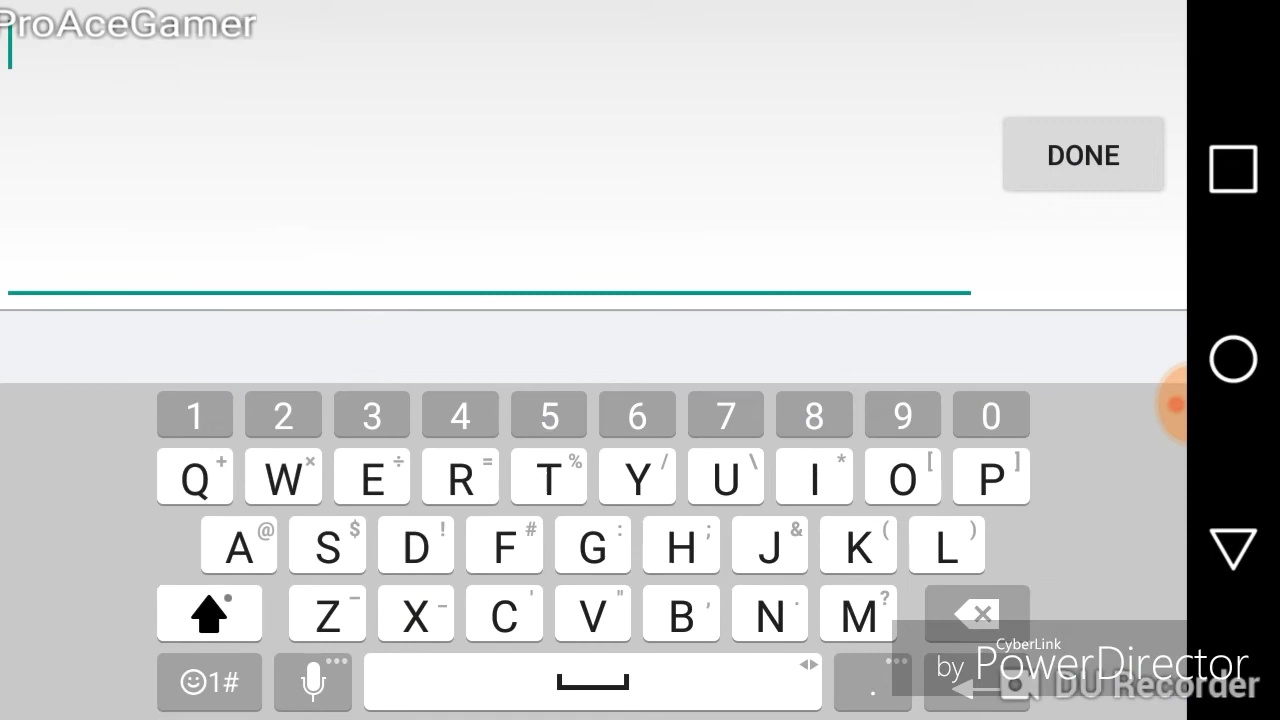 ProAceGamer
DONE
1 2 3 4 5 6 7 8 9 0
Q + W × E ÷ R = T % Y / U \ I * O [ P ]
A @ S $ D ! F # G : H ; J & K ( L )
Z – X - C ' V " B , N . M ?
1# .
CyberLink
by PowerDirector
DU Recorder